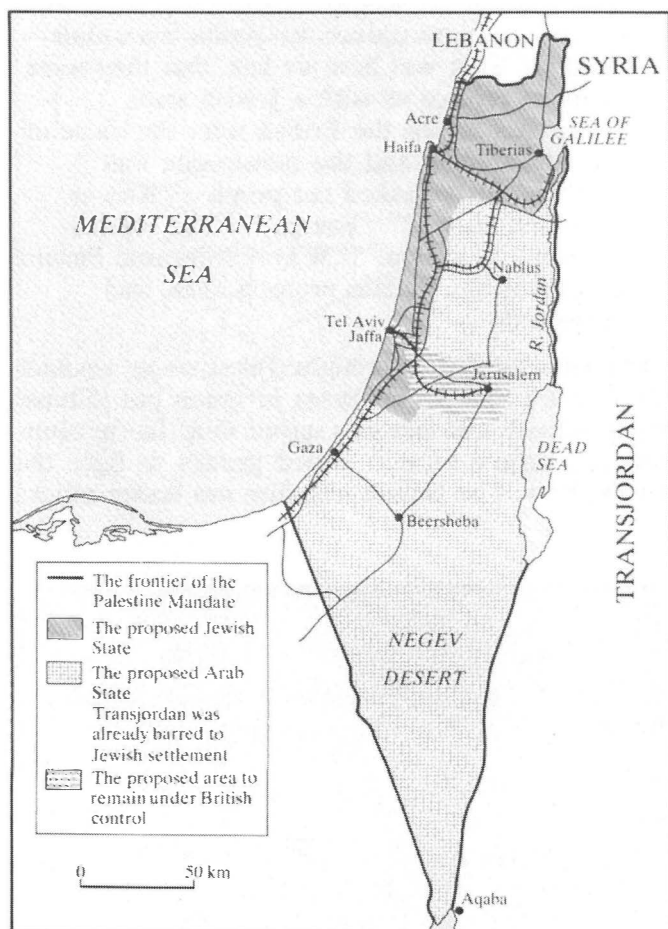 LEBANON
SYRIA
Acre
SEA OF
GALILEE
Haifa
Tiberias
MEDITERRANEAN
SEA
Nablus
R. Jordan
Tel Aviv
Jaffa
Jerusalem
TRANSJORDAN
Gaza
DEAD
SEA
Beersheba
The frontier of the
Palestine Mandate
The proposed Jewish
State
The proposed Arab
State
Transjordan was
already barred to
Jewish settlement
The proposed area to
remain under British
control
NEGEV
DESERT
0 50 km
Aqaba